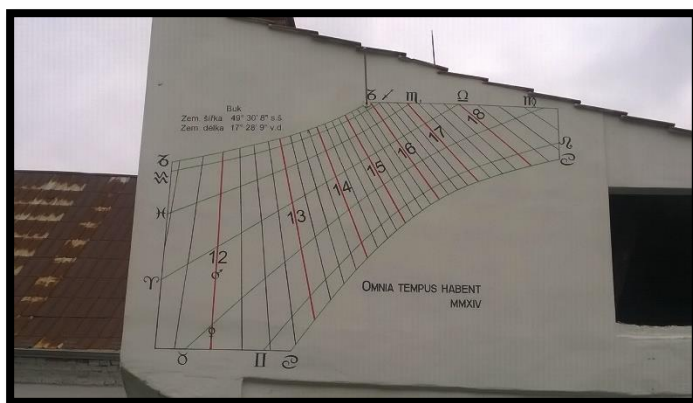 Buk
Zem. šířka 49° 30' 8" s.š.
Zem. délka 17° 28' 9" v.d.
♑ ♐ ♏ ♎ ♍
♑
♒
♓
♈
♌
♋
12 13 14 15 16 17 18
♂
♀
♉ ♊ ♋
OMNIA TEMPUS HABENT
MMXIV